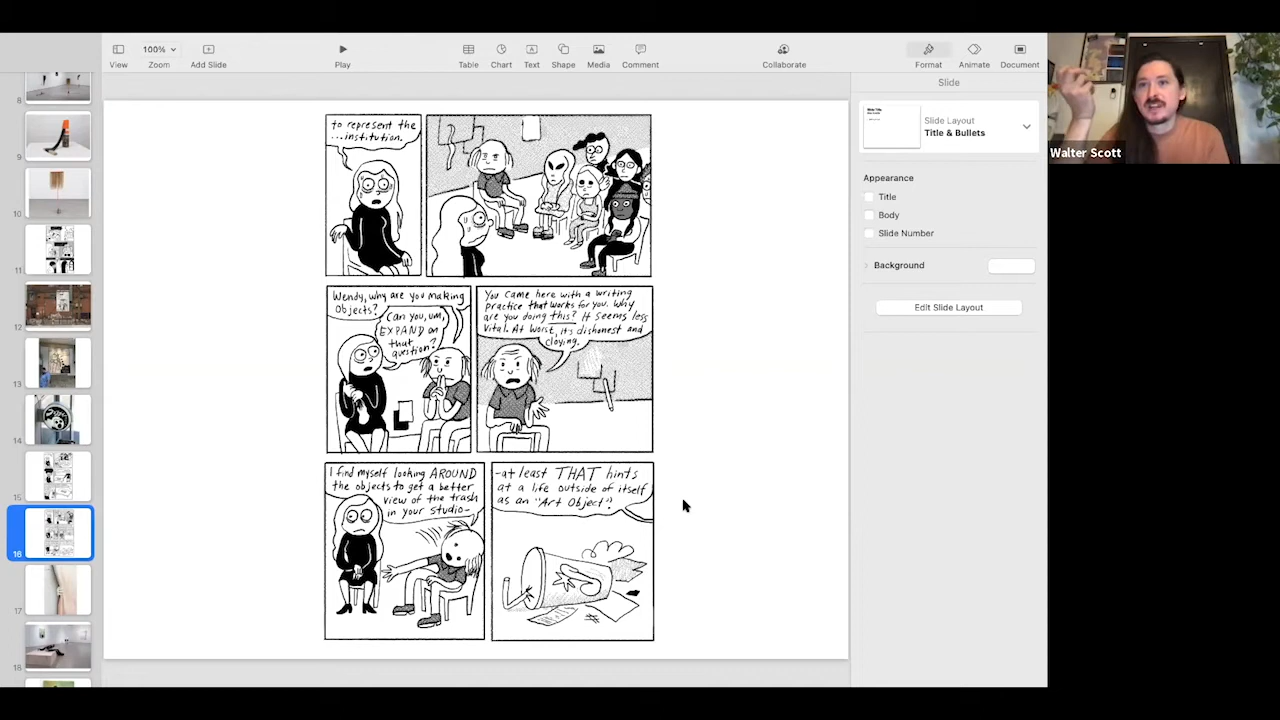 100%
View
Zoom
Add Slide
Play
Table
Chart
Text
Shape
Media
Comment
Collaborate
Format
Animate
Document
8
9
10
11
12
13
14
15
16
17
18
to represent the
...institution.
Wendy, why are you making
objects?
Can you, um,
EXPAND on
that
question?
You came here with a writing
practice that works for you. Why
are you doing this? It seems less
vital. At worst, it's dishonest and
cloying.
I find myself looking AROUND
the objects to get a better
view of the trash
in your studio-
-at least THAT hints
at a life outside of itself
as an "Art Object"?
Slide
Slide Layout
Title & Bullets
Appearance
Title
Body
Slide Number
Background
Edit Slide Layout
Walter Scott